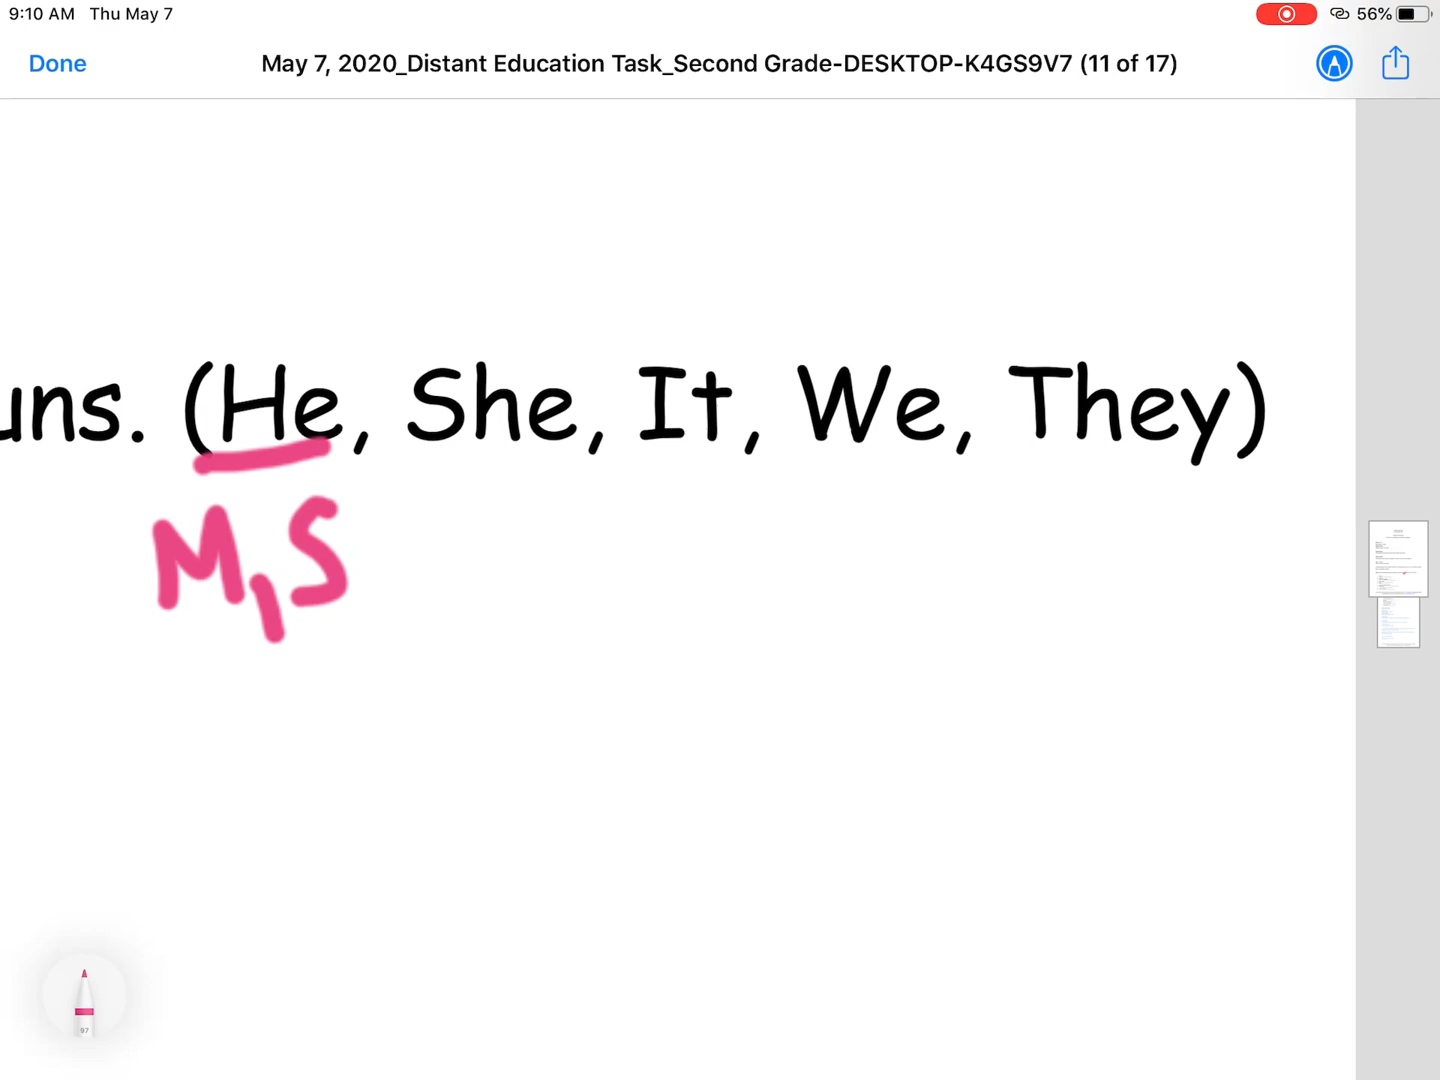 9:10 AM Thu May 7 56%
Done May 7, 2020_Distant Education Task_Second Grade-DESKTOP-K4GS9V7 (11 of 17)
uns. (He, She, It, We, They)
M,S
97